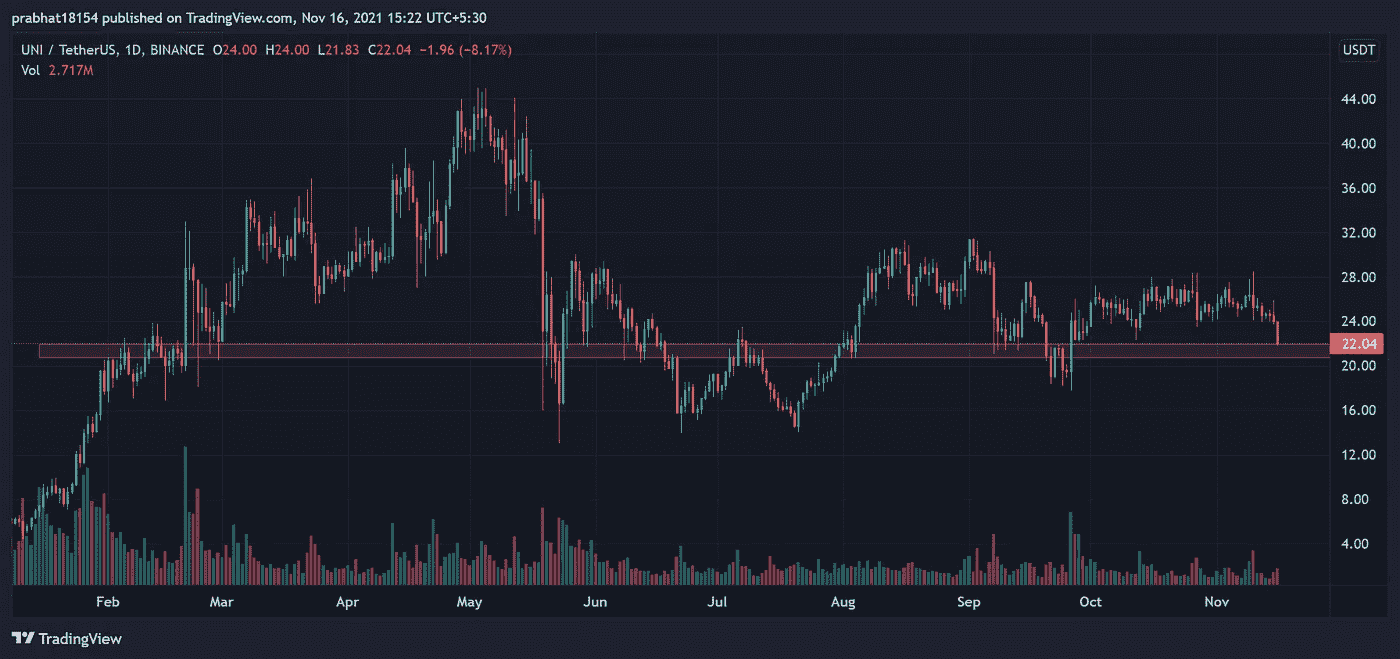 prabhat18154 published on TradingView.com, Nov 16, 2021 15:22 UTC+5:30
UNI / TetherUS, 1D, BINANCE O24.00 H24.00 L21.83 C22.04 −1.96 (−8.17%)
USDT
Vol 2.717M
44.00
40.00
36.00
32.00
28.00
24.00
22.04
20.00
16.00
12.00
8.00
4.00
Feb Mar Apr May Jun Jul Aug Sep Oct Nov
TradingView